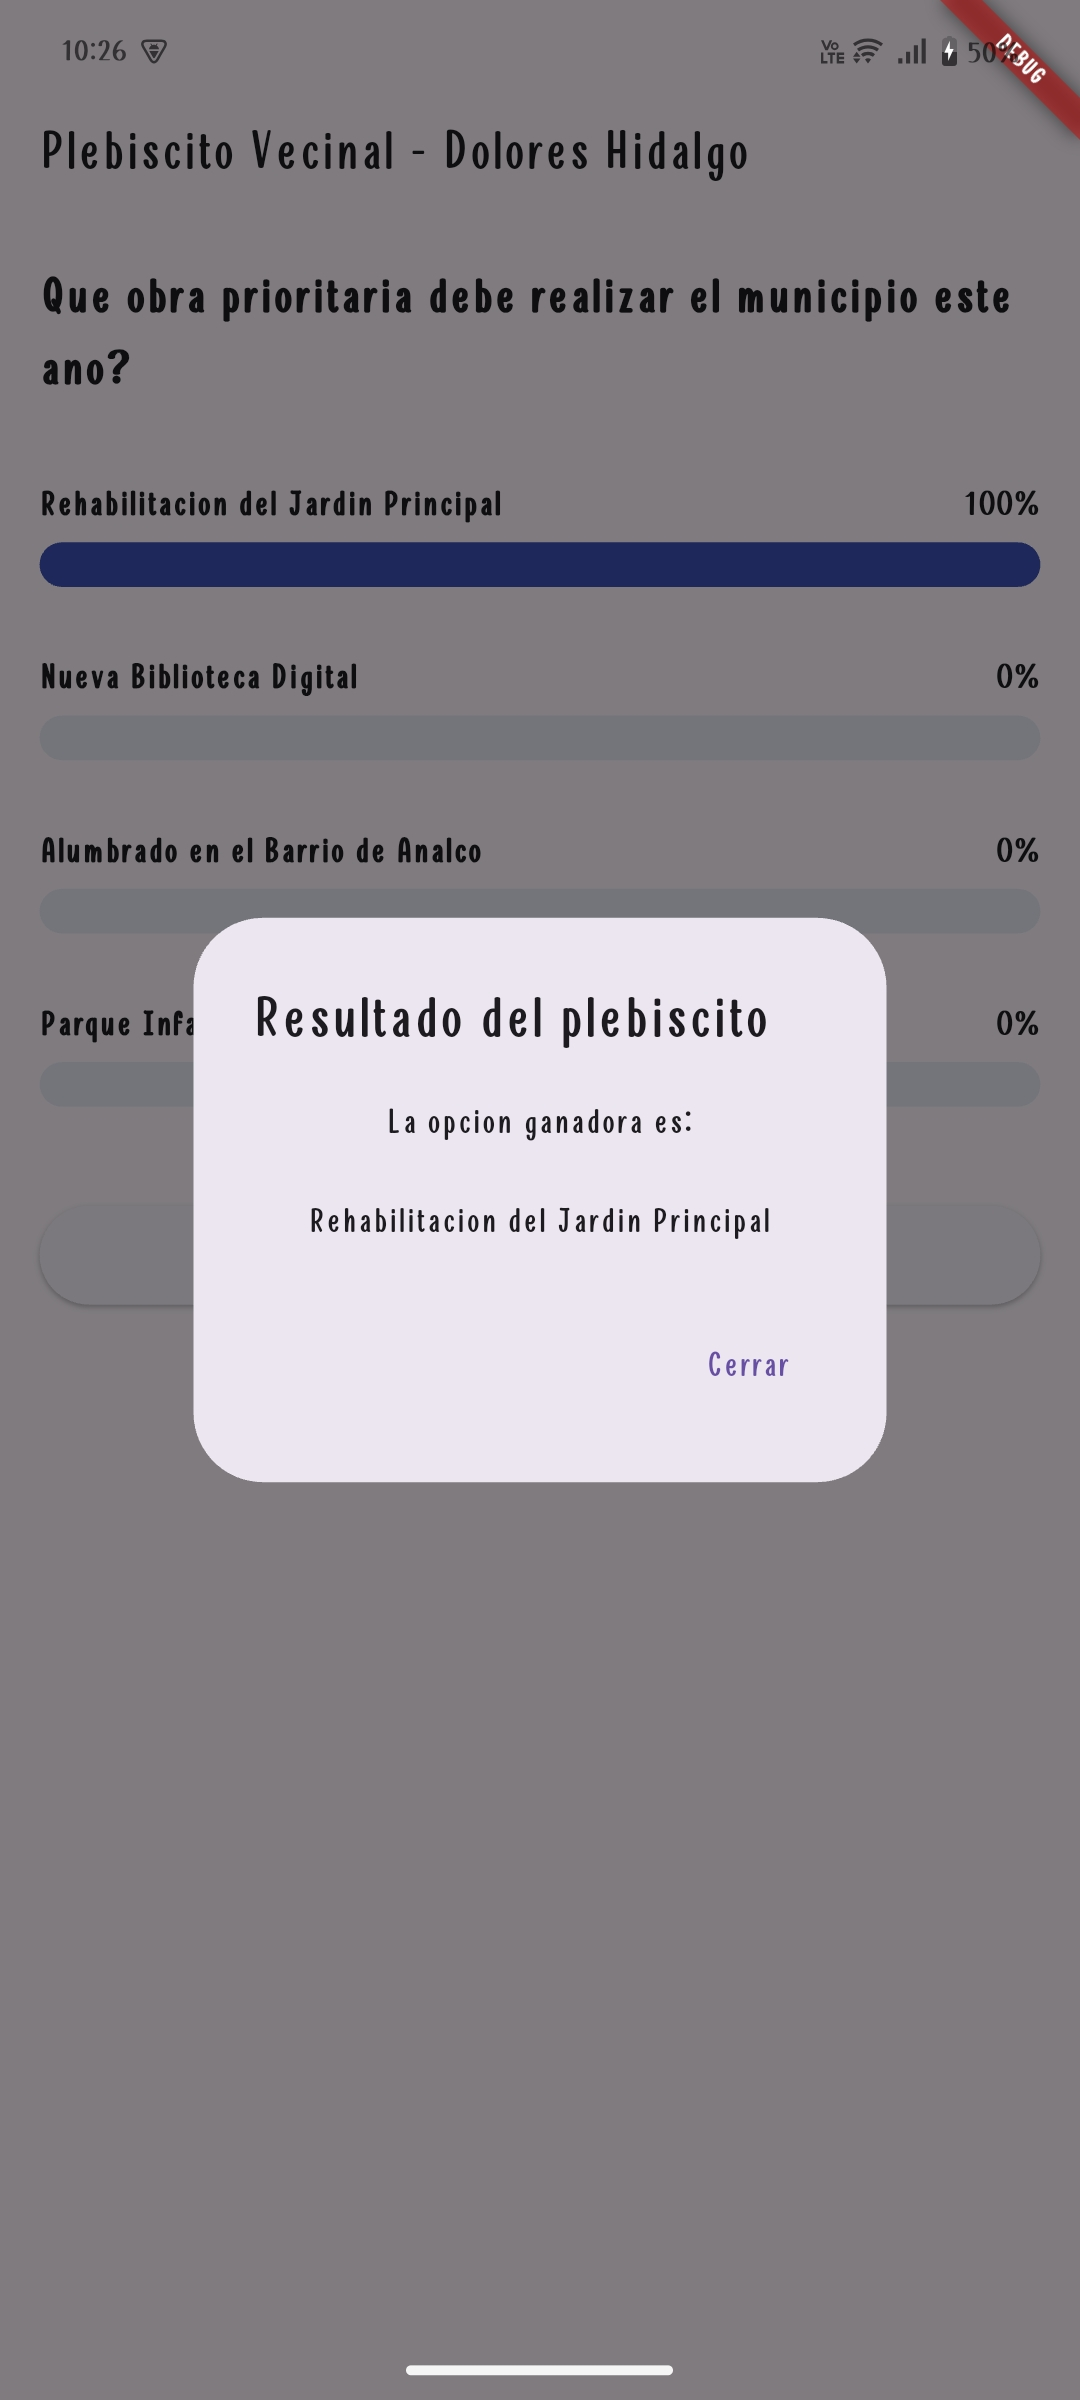 10:26
Vo LTE
50%
DEBUG
Plebiscito Vecinal - Dolores Hidalgo
Que obra prioritaria debe realizar el municipio este
ano?
Rehabilitacion del Jardin Principal 100%
Nueva Biblioteca Digital 0%
Alumbrado en el Barrio de Analco 0%
Parque Infa 0%
Resultado del plebiscito
La opcion ganadora es:
Rehabilitacion del Jardin Principal
Cerrar